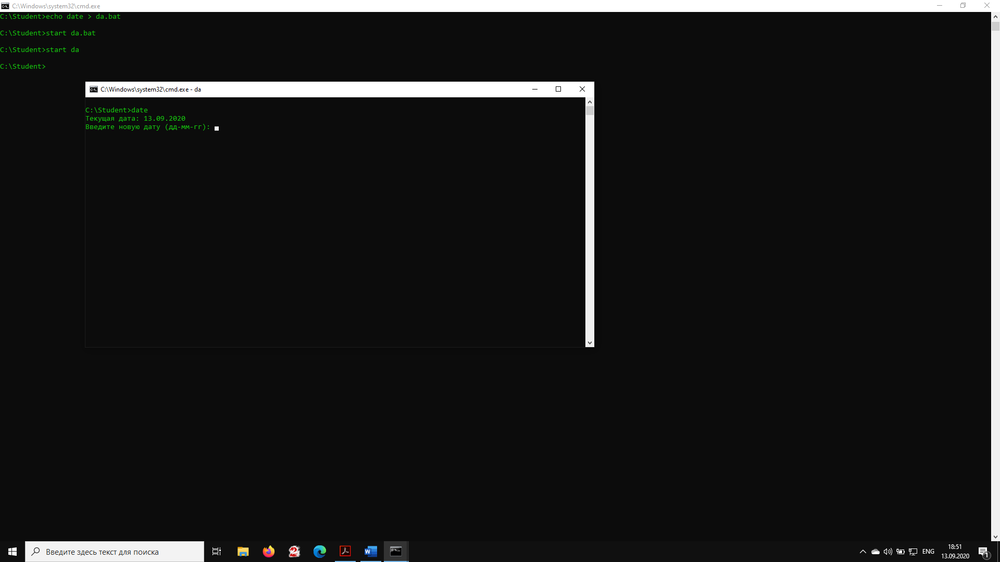 C:\Windows\system32\cmd.exe
C:\Student>echo date > da.bat
C:\Student>start da.bat
C:\Student>start da
C:\Student>
C:\Windows\system32\cmd.exe - da
C:\Student>date
Текущая дата: 13.09.2020
Введите новую дату (дд-мм-гг):
Введите здесь текст для поиска
ENG
18:51
13.09.2020
1